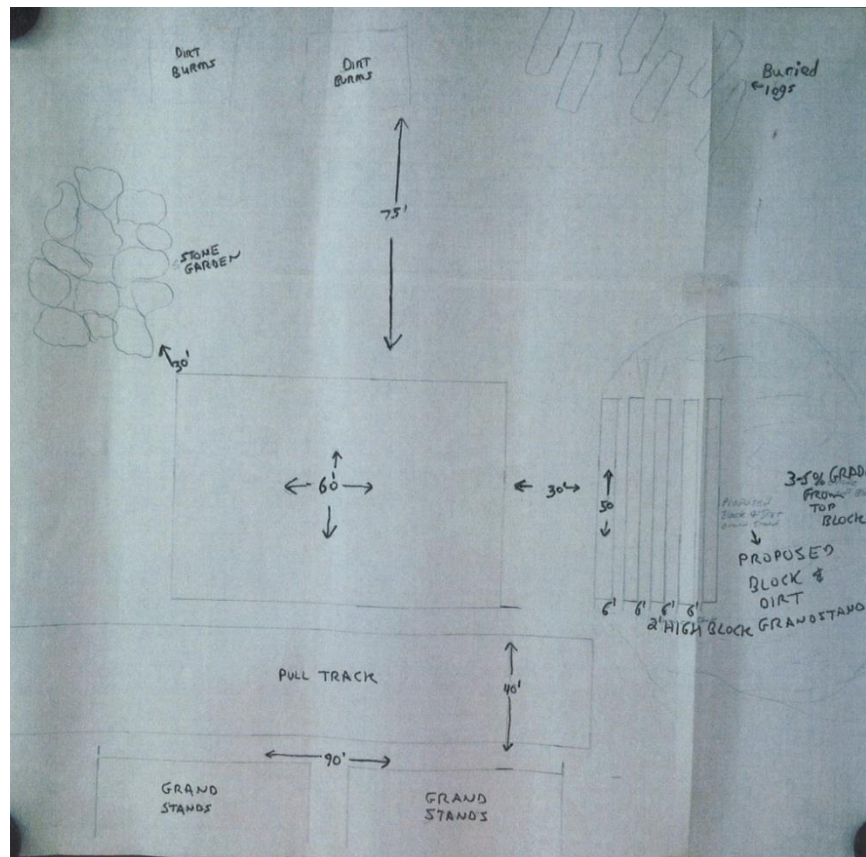 DIRT
BURMS
DIRT
BURMS
Buried
logs
75'
STONE
GARDEN
30'
60'
30'
50
3-5% GRAD
FROM
TOP
BLOCK
PROPOSED
BLOCK &
DIRT
GRANDSTAND
6' 6' 6' 6'
2' HIGH BLOCK
PULL TRACK
40'
90'
GRAND
STANDS
GRAND
STANDS